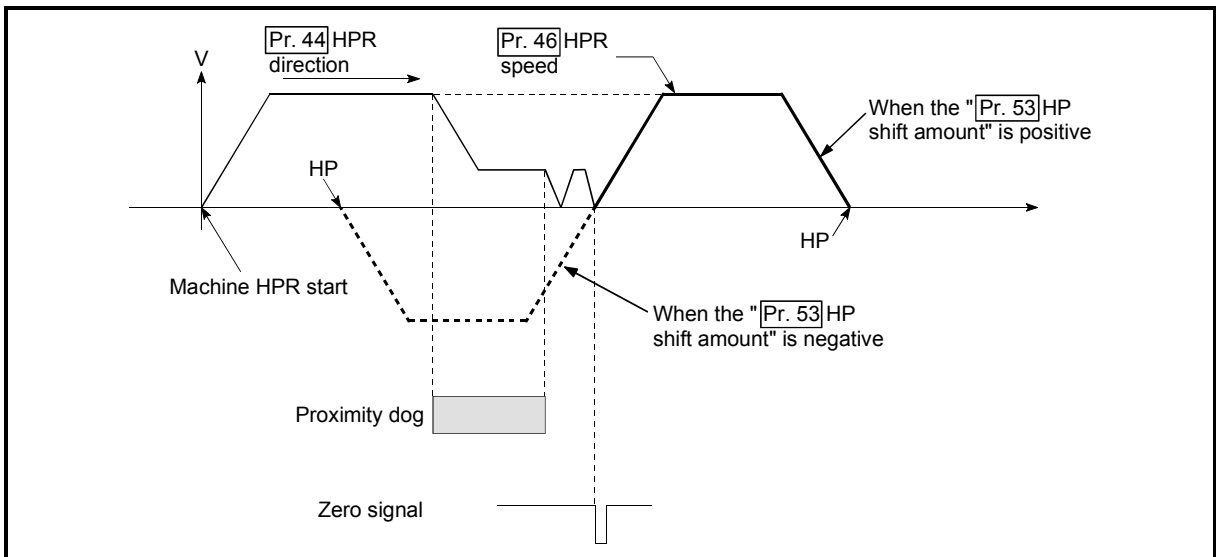 Pr. 44 HPR
direction
Pr. 46 HPR
speed
V
When the "Pr. 53 HP
shift amount" is positive
HP
HP
Machine HPR start
When the "Pr. 53 HP
shift amount" is negative
Proximity dog
Zero signal